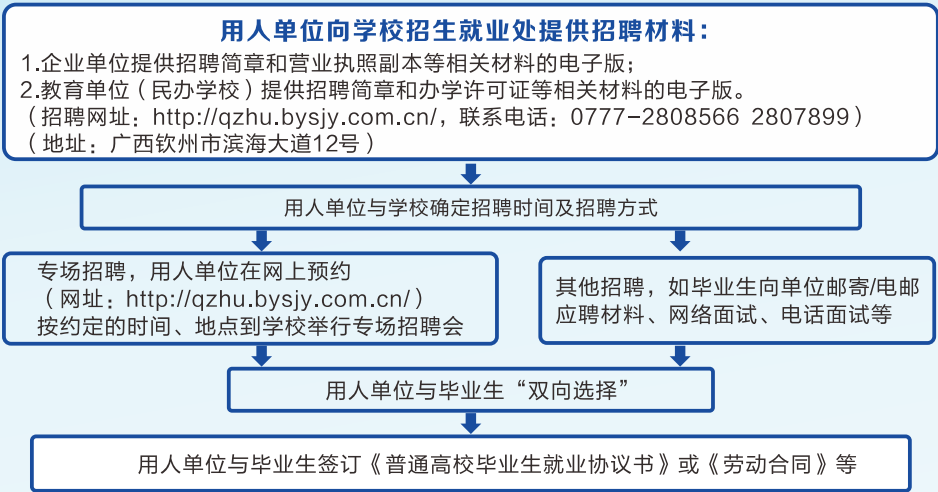 用人单位向学校招生就业处提供招聘材料：
1.企业单位提供招聘简章和营业执照副本等相关材料的电子版；
2.教育单位（民办学校）提供招聘简章和办学许可证等相关材料的电子版。
（招聘网址：http://qzhu.bysjy.com.cn/，联系电话：0777-2808566 2807899）
（地址：广西钦州市滨海大道12号）
用人单位与学校确定招聘时间及招聘方式
专场招聘，用人单位在网上预约
（网址：http://qzhu.bysjy.com.cn/）
按约定的时间、地点到学校举行专场招聘会
其他招聘，如毕业生向单位邮寄/电邮
应聘材料、网络面试、电话面试等
用人单位与毕业生“双向选择”
用人单位与毕业生签订《普通高校毕业生就业协议书》或《劳动合同》等